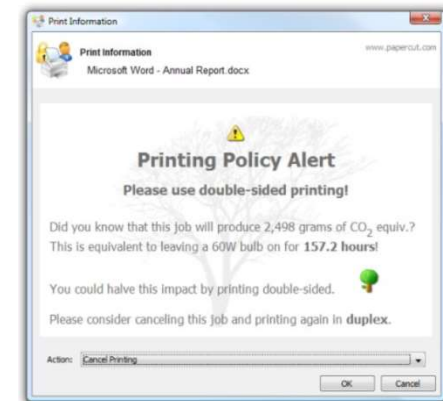 Print Information
Print Information
www.papercut.com
Microsoft Word - Annual Report.docx
Printing Policy Alert
Please use double-sided printing!
Did you know that this job will produce 2,498 grams of CO2 equiv.?
This is equivalent to leaving a 60W bulb on for 157.2 hours!
You could halve this impact by printing double-sided.
Please consider canceling this job and printing again in duplex.
Action: Cancel Printing
OK Cancel